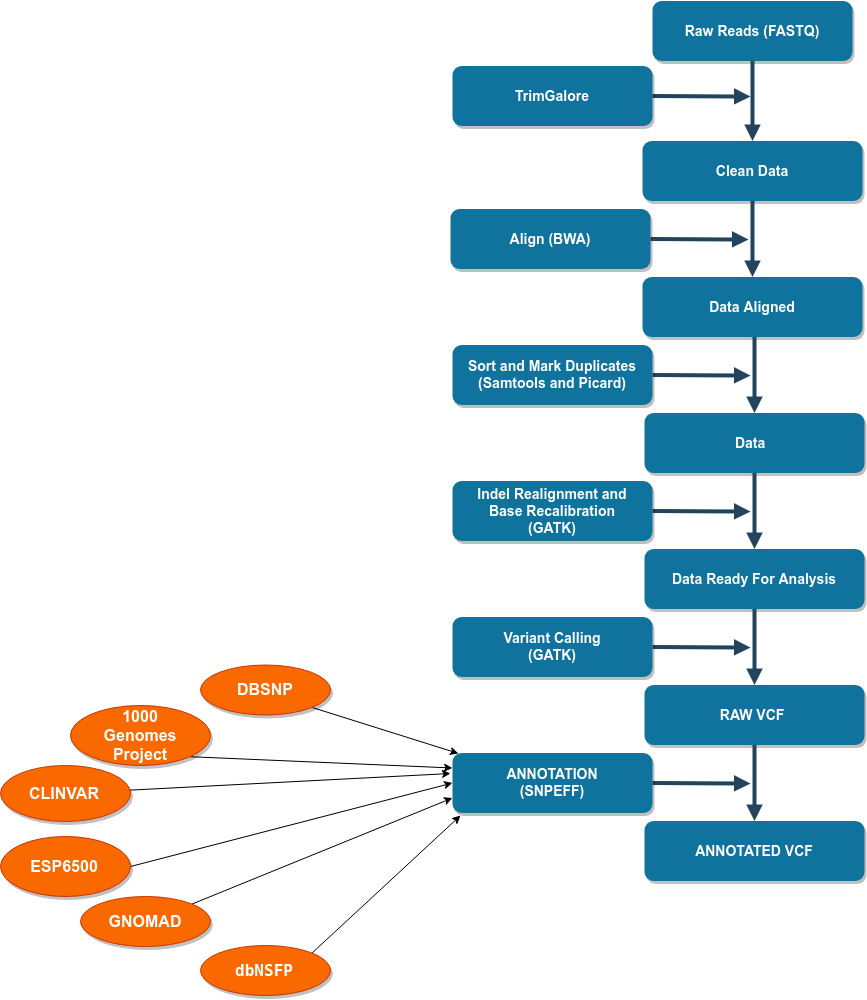 Raw Reads (FASTQ)
TrimGalore
Clean Data
Align (BWA)
Data Aligned
Sort and Mark Duplicates
(Samtools and Picard)
Data
Indel Realignment and
Base Recalibration
(GATK)
Data Ready For Analysis
Variant Calling
(GATK)
RAW VCF
DBSNP
1000
Genomes
Project
CLINVAR
ESP6500
GNOMAD
dbNSFP
ANNOTATION
(SNPEFF)
ANNOTATED VCF